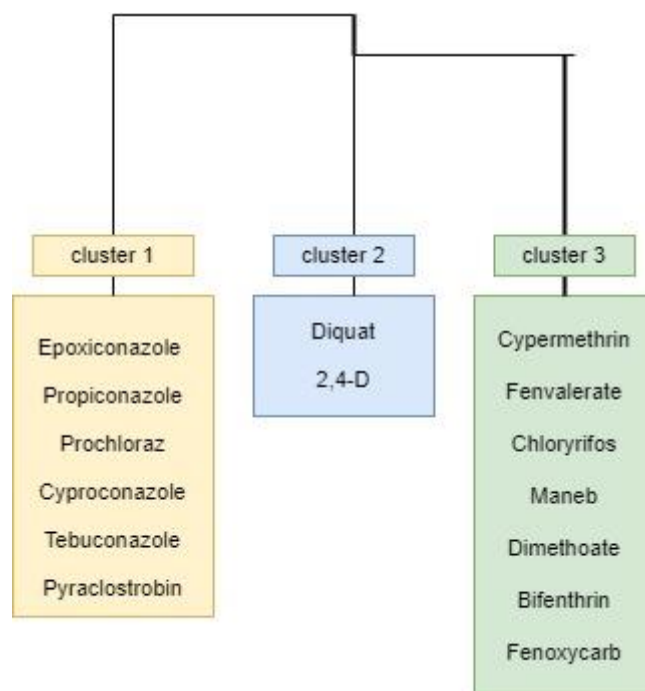 cluster 1
Epoxiconazole
Propiconazole
Prochloraz
Cyproconazole
Tebuconazole
Pyraclostrobin
cluster 2
Diquat
2,4-D
cluster 3
Cypermethrin
Fenvalerate
Chloryrifos
Maneb
Dimethoate
Bifenthrin
Fenoxycarb